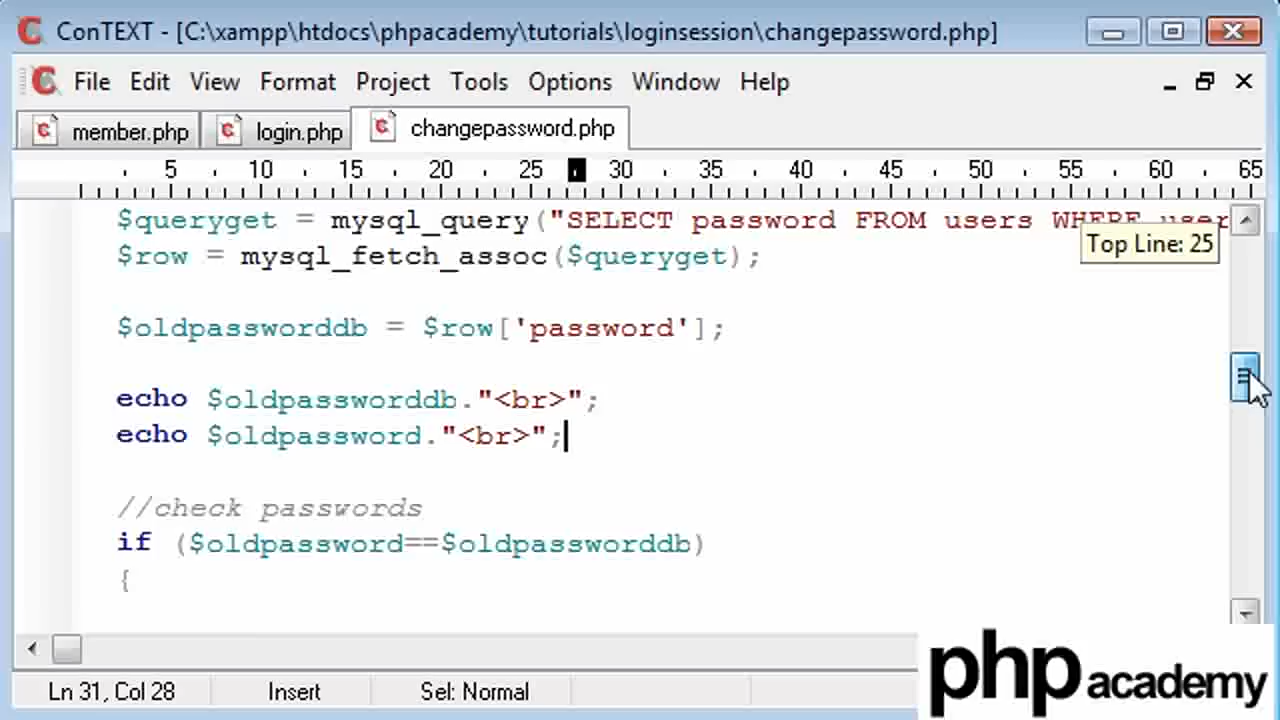 ConTEXT - [C:\xampp\htdocs\phpacademy\tutorials\loginsession\changepassword.php]
File Edit View Format Project Tools Options Window Help
member.php login.php changepassword.php
5 10 15 20 25 30 35 40 45 50 55 60 65
$queryget = mysql_query("SELECT password FROM users WHERE user
Top Line: 25
$row = mysql_fetch_assoc($queryget);
$oldpassworddb = $row['password'];
echo $oldpassworddb."<br>";
echo $oldpassword."<br>";
//check passwords
if ($oldpassword==$oldpassworddb)
{
Ln 31, Col 28 Insert Sel: Normal
php academy